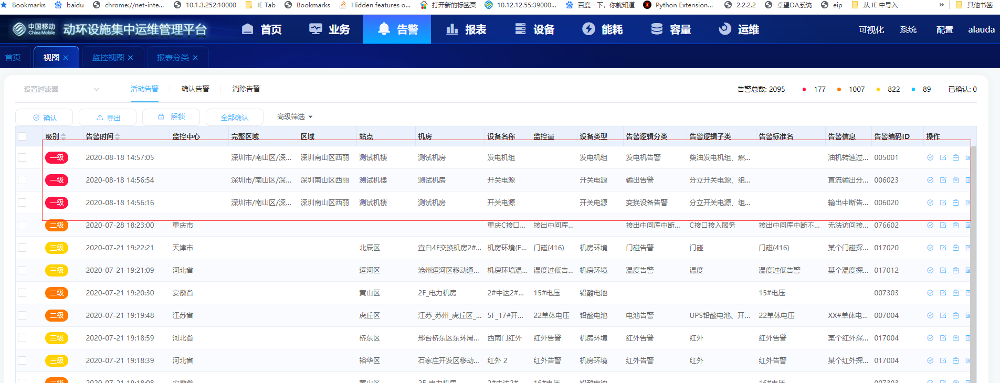 Bookmarks baidu chrome://net-inte... 10.1.3.252:10000 IE Tab Bookmarks Hidden features o... 打开新的标签页 10.12.12.55:39000... 百度一下，你就知道 Python Extension... 2.2.2.2 卓望OA系统 eip 从 IE 中导入 » 其他书签
中国移动 China Mobile 动环设施集中运维管理平台 首页 业务 告警 报表 设备 能耗 容量 运维 可视化 系统 配置 alauda
首页 视图 × 监控视图 × 报表分类 ×
设置过滤器 活动告警 确认告警 消除告警 告警总数: 2095 177 1007 822 89 已确认: 0
确认 导出 解锁 全部确认 高级筛选
级别 告警时间 监控中心 完整区域 区域 站点 机房 设备名称 监控量 设备类型 告警逻辑分类 告警逻辑子类 告警标准名 告警信息 告警编码ID 操作
一级 2020-08-18 14:57:05 深圳市/南山区/深... 深圳南山区西丽 测试机楼 测试机房 发电机组 发电机组 发电机告警 柴油发电机组、燃... 油机转速过... 005001
一级 2020-08-18 14:56:54 深圳市/南山区/深... 深圳南山区西丽 测试机楼 测试机房 开关电源 开关电源 输出告警 分立开关电源、组... 直流输出分... 006023
一级 2020-08-18 14:56:16 深圳市/南山区/深... 深圳南山区西丽 测试机楼 测试机房 开关电源 开关电源 变换设备告警 分立开关电源、组... 输出中断告... 006020
二级 2020-07-28 18:23:00 重庆市 重庆C接口... 接出中间库... 接出中间库中断... C接口接入服务 接出中间库中断不... 无法访问接... 076602
三级 2020-07-21 19:22:21 天津市 北辰区 宜白4F交换机房2#... 机房环境(E... 门磁(416) 机房环境 门碰告警 门碰 门磁(416) 某个门碰探... 017020
三级 2020-07-21 19:21:09 河北省 运河区 沧州运河区移动通... 机房环境温... 温度过低告... 机房环境 温度告警 温度 温度过低告警 某个温度探... 017012
二级 2020-07-21 19:20:30 安徽省 黄山区 2F_电力机房 2#中达2#... 15#电压 铅酸电池 15#电压 007303
二级 2020-07-21 19:19:48 江苏省 虎丘区 江苏_苏州_虎丘区_... 5F_17#开... 22单体电压 铅酸电池 电池告警 UPS铅酸电池、开... 22单体电压 XX#单体电... 007004
三级 2020-07-21 19:18:59 河北省 桥东区 邢台桥东区东环局... 西南门红外 红外告警 机房环境 红外告警 红外 红外告警 某个红外探... 017004
三级 2020-07-21 19:18:39 河北省 裕华区 石家庄开发区移动... 红外 2 红外告警 机房环境 红外告警 红外 红外告警 某个红外探... 017004
二级 2020-07-21 19:18:29 安徽省 黄山区 2F_电力机房 2#中达2#... 16#电压 铅酸电池 16#电压 007303